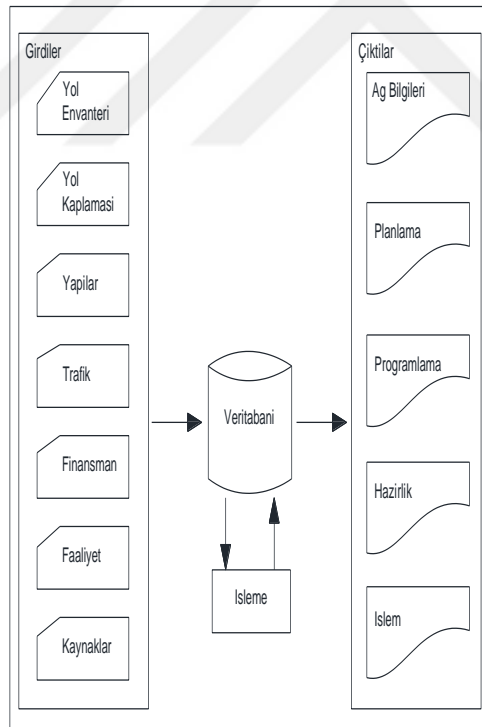 Girdiler
Yol
Envanteri
Yol
Kaplamasi
Yapilar
Trafik
Finansman
Faaliyet
Kaynaklar
Veritabani
Isleme
Çiktilar
Ag Bilgileri
Planlama
Programlama
Hazirlik
Islem